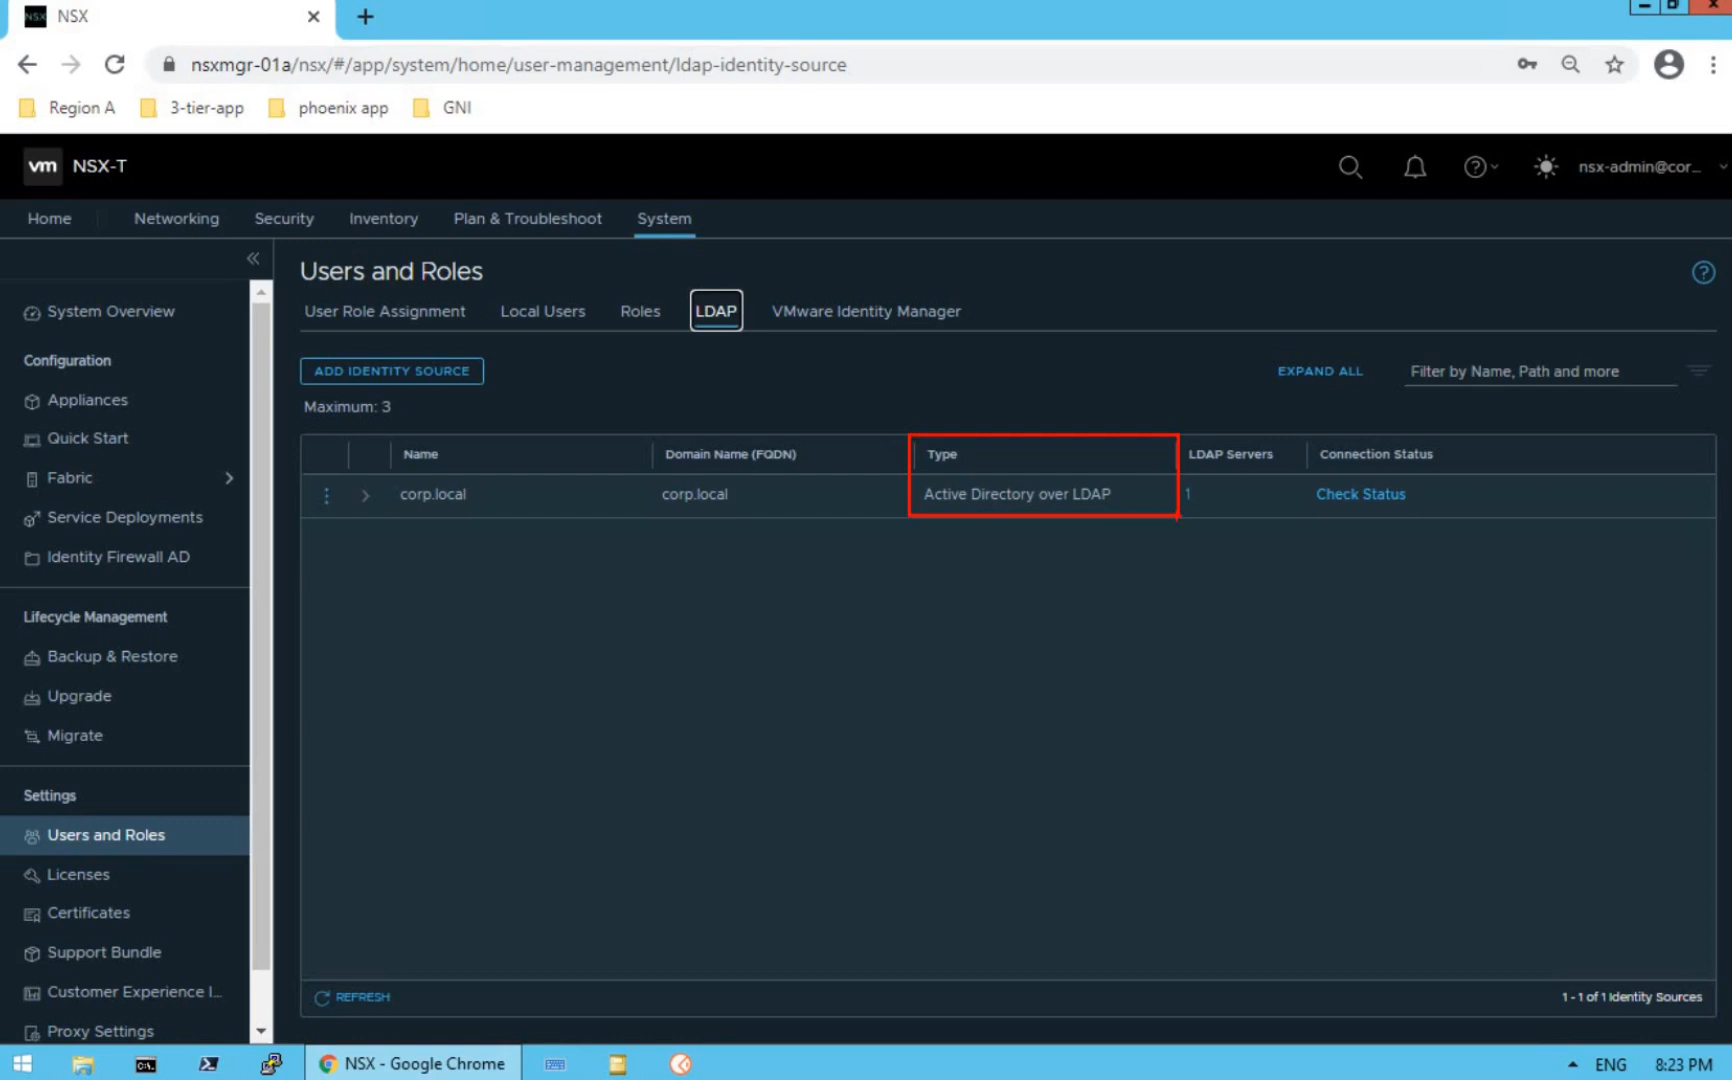 NSX
NSX
nsxmgr-01a/nsx/#/app/system/home/user-management/ldap-identity-source
Region A
3-tier-app
phoenix app
GNI
vm
NSX-T
nsx-admin@cor...
Home
Networking
Security
Inventory
Plan & Troubleshoot
System
System Overview
Configuration
Appliances
Quick Start
Fabric
Service Deployments
Identity Firewall AD
Lifecycle Management
Backup & Restore
Upgrade
Migrate
Settings
Users and Roles
Licenses
Certificates
Support Bundle
Customer Experience I...
Proxy Settings
Users and Roles
User Role Assignment
Local Users
Roles
LDAP
VMware Identity Manager
ADD IDENTITY SOURCE
EXPAND ALL
Filter by Name, Path and more
Maximum: 3
Name
Domain Name (FQDN)
Type
LDAP Servers
Connection Status
corp.local
corp.local
Active Directory over LDAP
1
Check Status
REFRESH
1 - 1 of 1 Identity Sources
NSX - Google Chrome
ENG
8:23 PM